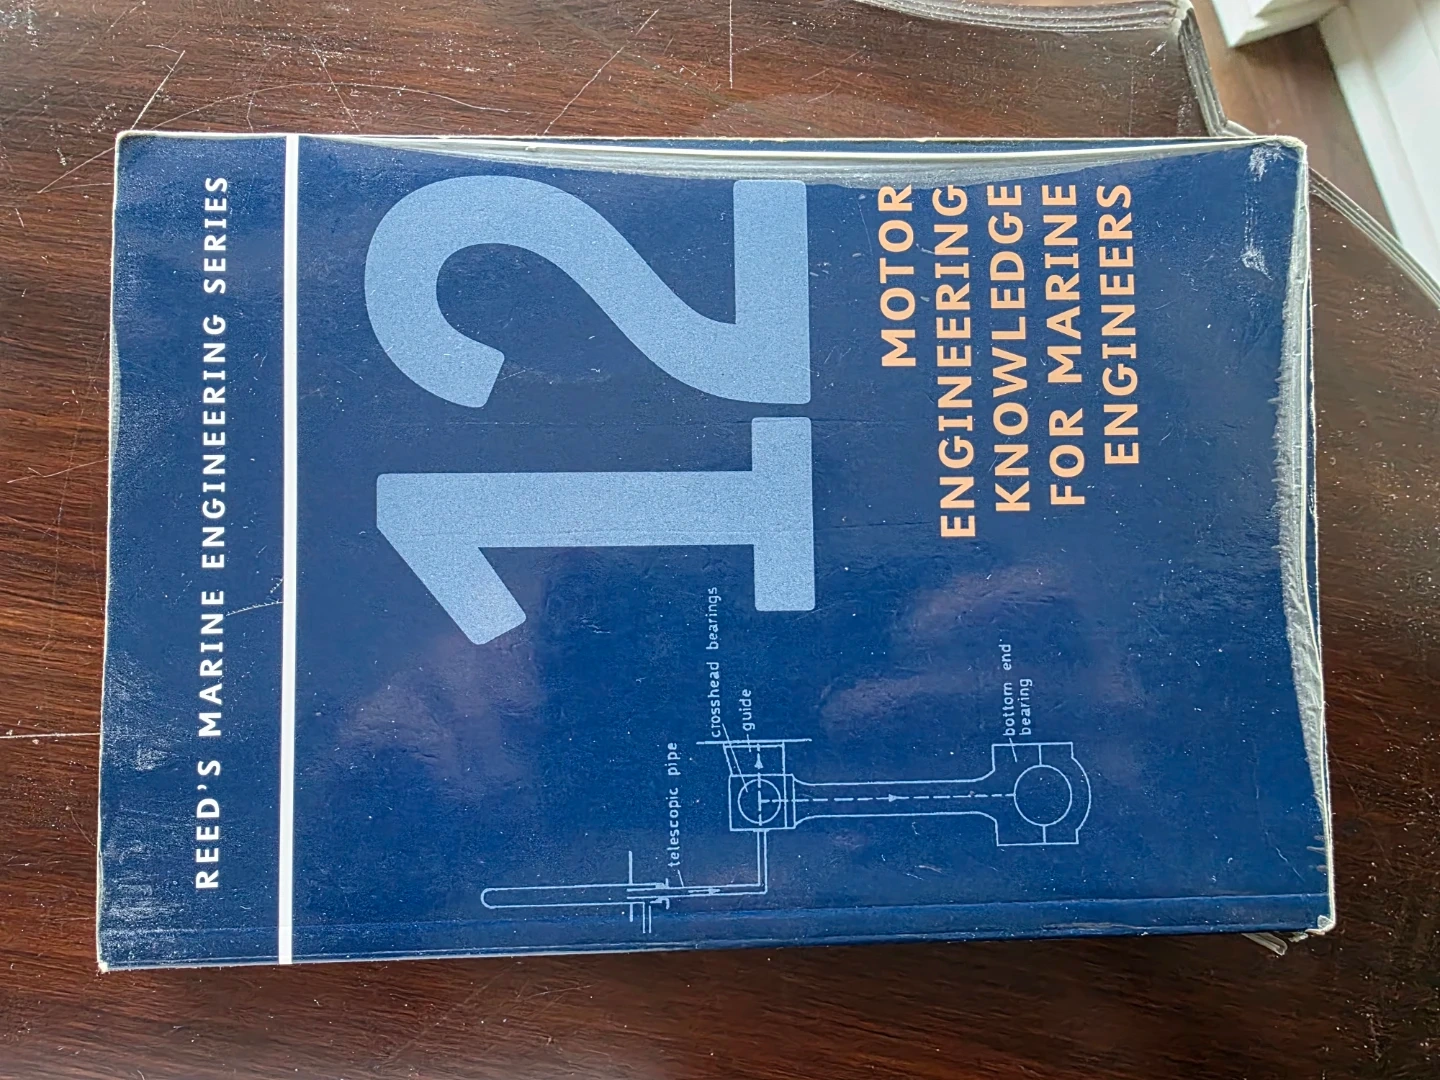 REED'S MARINE ENGINEERING SERIES
12
MOTOR
ENGINEERING
KNOWLEDGE
FOR MARINE
ENGINEERS
telescopic pipe
crosshead bearings
guide
bottom end
bearing